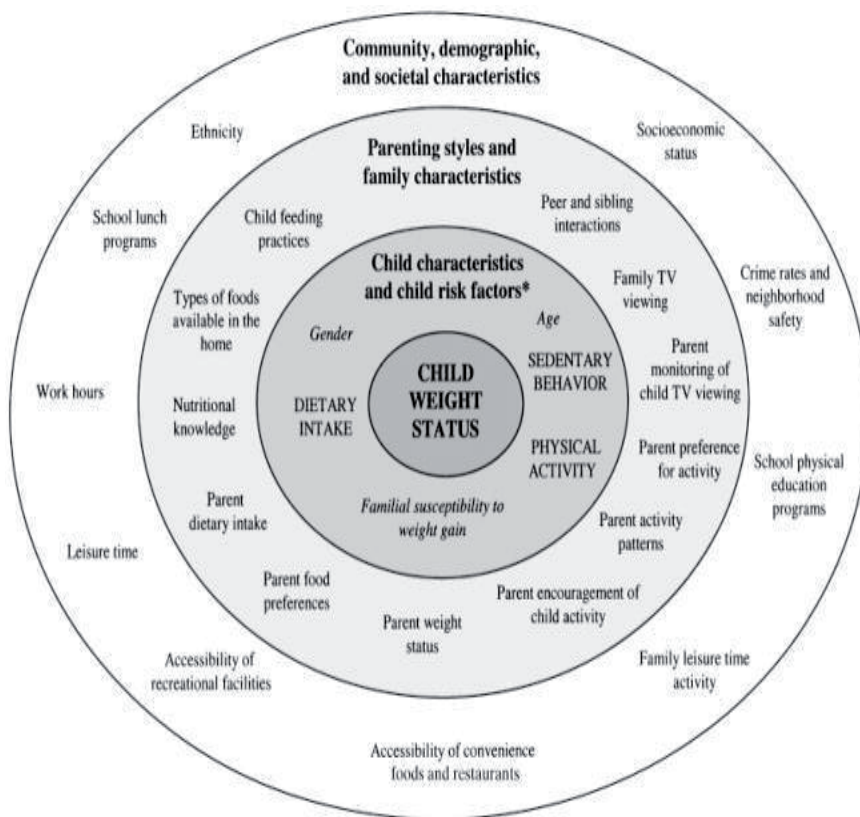 Community, demographic,
and societal characteristics
Ethnicity
Socioeconomic
status
Parenting styles and
family characteristics
School lunch
programs
Child feeding
practices
Peer and sibling
interactions
Child characteristics
and child risk factors*
Types of foods
available in the
home
Family TV
viewing
Crime rates and
neighborhood
safety
Gender
Age
CHILD
WEIGHT
STATUS
SEDENTARY
BEHAVIOR
Parent
monitoring of
child TV viewing
Work hours
Nutritional
knowledge
DIETARY
INTAKE
PHYSICAL
ACTIVITY
Parent preference
for activity
School physical
education
programs
Parent
dietary intake
Familial susceptibility to
weight gain
Parent activity
patterns
Leisure time
Parent food
preferences
Parent weight
status
Parent encouragement of
child activity
Accessibility of
recreational facilities
Family leisure time
activity
Accessibility of convenience
foods and restaurants